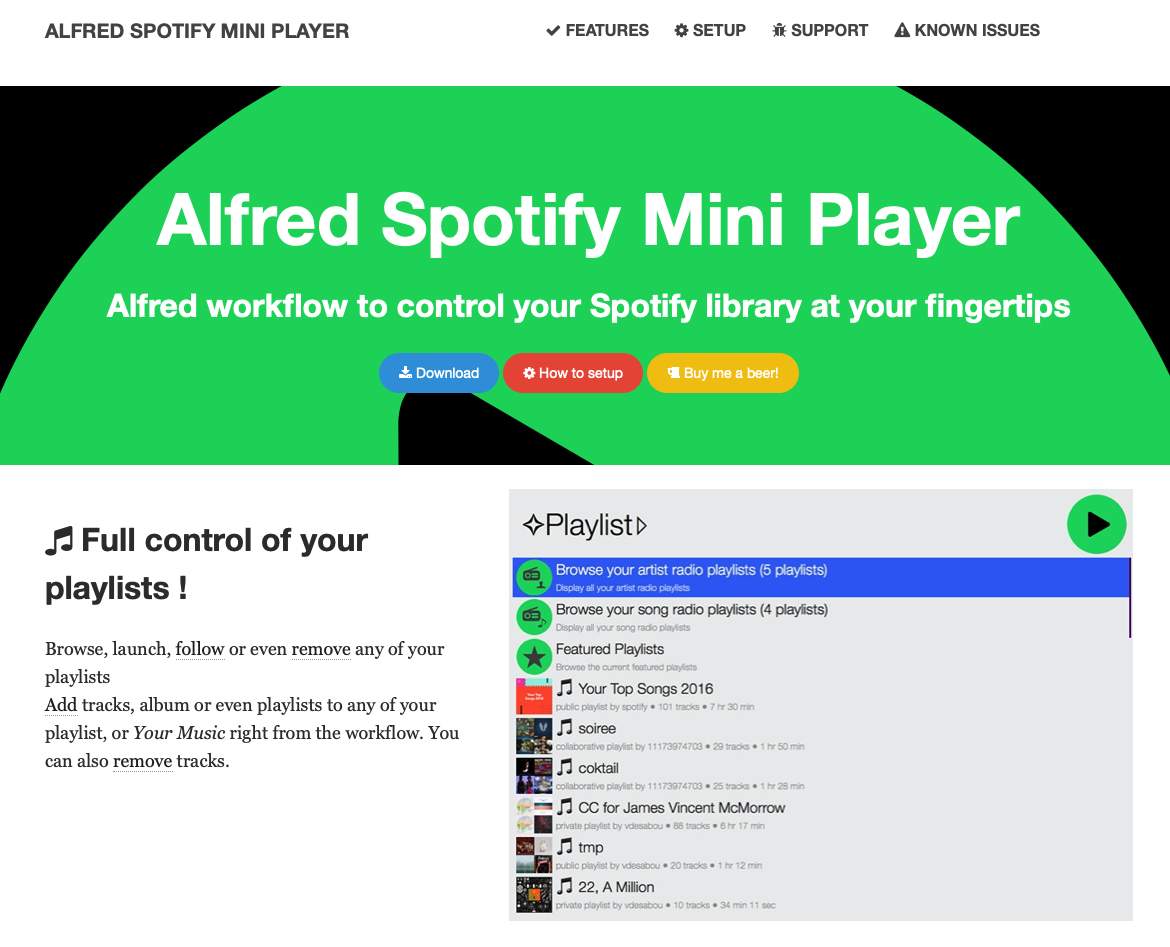 ALFRED SPOTIFY MINI PLAYER
FEATURES SETUP SUPPORT KNOWN ISSUES
Alfred Spotify Mini Player
Alfred workflow to control your Spotify library at your fingertips
Download How to setup Buy me a beer!
Full control of your
playlists !
Browse, launch, follow or even remove any of your
playlists
Add tracks, album or even playlists to any of your
playlist, or Your Music right from the workflow. You
can also remove tracks.
✧Playlist▹
Browse your artist radio playlists (5 playlists)
Display all your artist radio playlists
Browse your song radio playlists (4 playlists)
Display all your song radio playlists
Featured Playlists
Browse the current featured playlists
Your Top Songs 2016
public playlist by spotify ● 101 tracks ● 7 hr 30 min
soiree
collaborative playlist by 11173974703 ● 29 tracks ● 1 hr 50 min
coktail
collaborative playlist by 11173974703 ● 25 tracks ● 1 hr 28 min
CC for James Vincent McMorrow
private playlist by vdesabou ● 88 tracks ● 6 hr 17 min
tmp
public playlist by vdesabou ● 20 tracks ● 1 hr 12 min
22, A Million
private playlist by vdesabou ● 10 tracks ● 34 min 11 sec